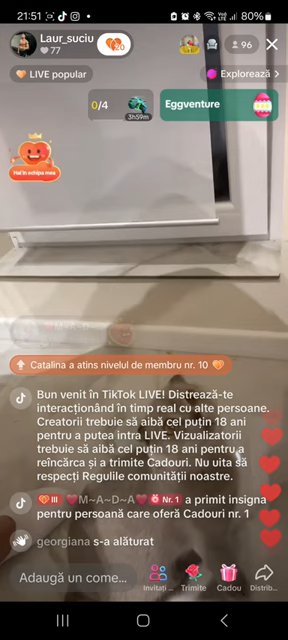 21:51
80%
Laur_suciu
77
20
96
LIVE popular
Explorează >
0/4
3h59m
Eggventure
Hai în echipa mea
Catalina a atins nivelul de membru nr. 10
Bun venit în TikTok LIVE! Distrează-te
interacționând în timp real cu alte persoane.
Creatorii trebuie să aibă cel puțin 18 ani
pentru a putea intra LIVE. Vizualizatorii
trebuie să aibă cel puțin 18 ani pentru a
reîncărca și a trimite Cadouri. Nu uita să
respecți Regulile comunității noastre.
III M~A~D~A Nr. 1 a primit insigna
pentru persoană care oferă Cadouri nr. 1
georgiana s-a alăturat
Adaugă un come...
Invitați ...
Trimite
Cadou
Distrib...